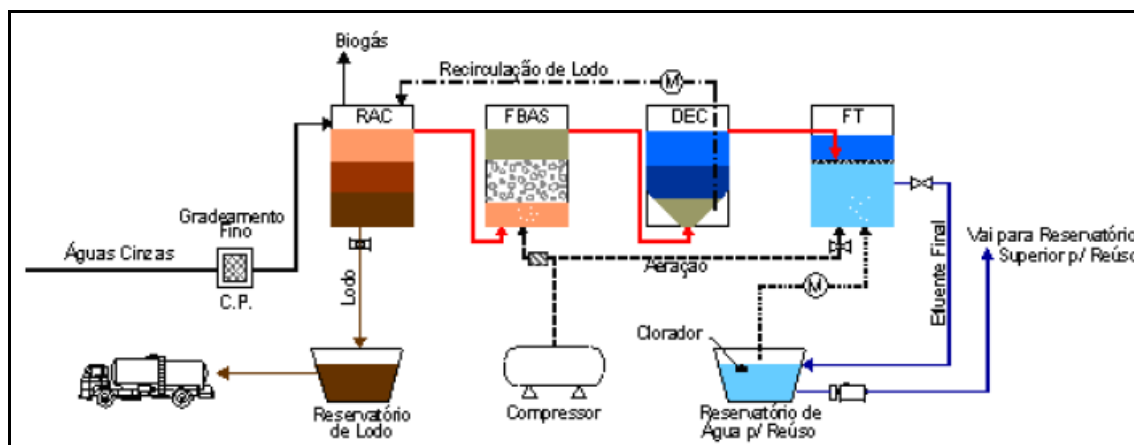 Biogás
Recirculação de Lodo
M
RAC
FBAS
DEC
FT
Gradeamento
Fino
Águas Cinzas
C.P.
Lodo
Aeração
M
Efluente Final
Vai para Reservatório
Superior p/ Reúso
Clorador
Reservatório
de Lodo
Compressor
Reservatório de
Água p/ Reúso